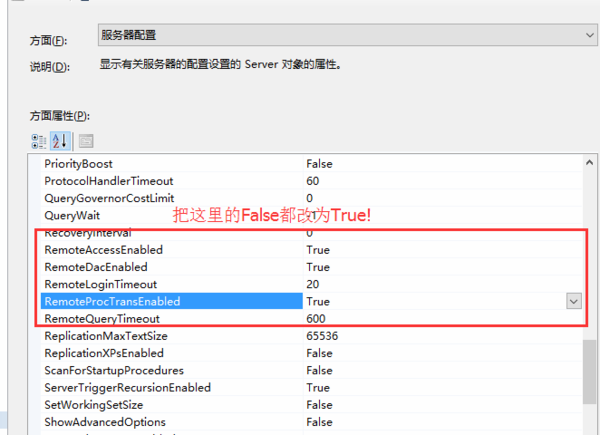 方面(F):
服务器配置
说明(D):
显示有关服务器的配置设置的 Server 对象的属性。
方面属性(P):
PriorityBoost False
ProtocolHandlerTimeout 60
QueryGovernorCostLimit 0
QueryWait
把这里的False都改为True!
RecoveryInterval 0
RemoteAccessEnabled True
RemoteDacEnabled True
RemoteLoginTimeout 20
RemoteProcTransEnabled True
RemoteQueryTimeout 600
ReplicationMaxTextSize 65536
ReplicationXPsEnabled False
ScanForStartupProcedures False
ServerTriggerRecursionEnabled True
SetWorkingSetSize False
ShowAdvancedOptions False